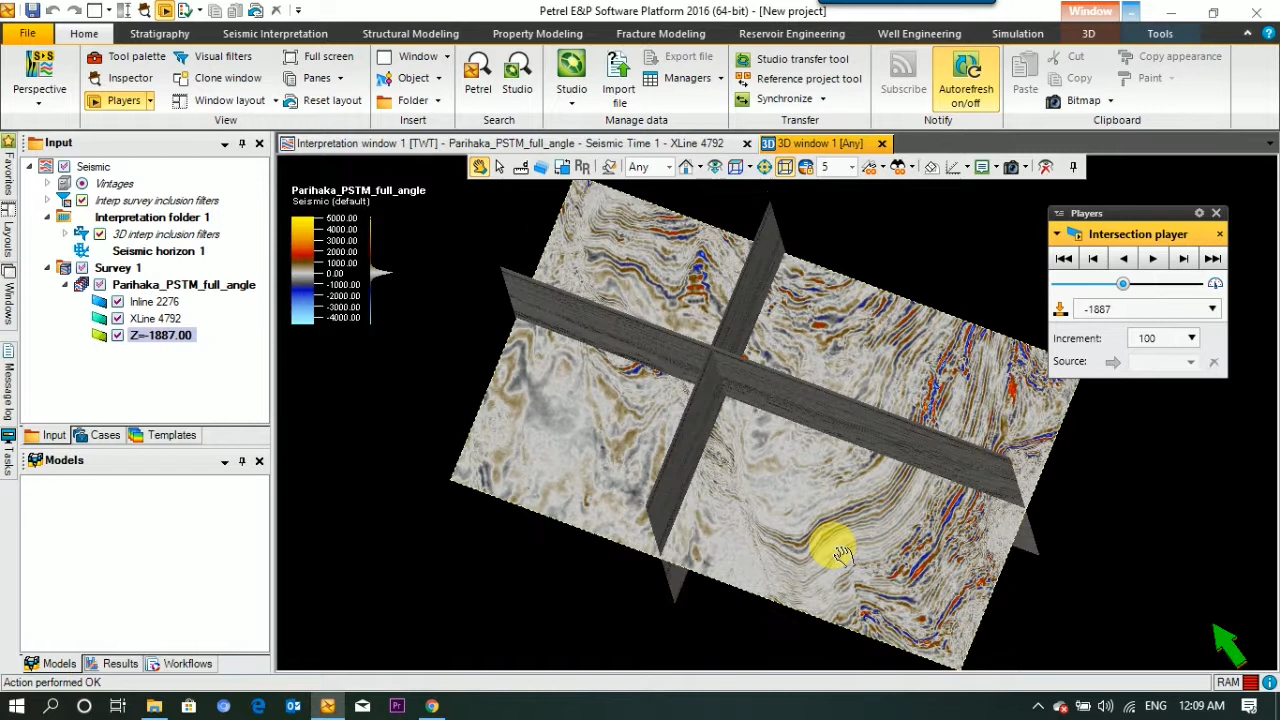 Petrel E&P Software Platform 2016 (64-bit) - [New project]
Window
File
Home
Stratigraphy
Seismic Interpretation
Structural Modeling
Property Modeling
Fracture Modeling
Reservoir Engineering
Well Engineering
Simulation
3D
Tools
Perspective
Tool palette
Inspector
Players
Visual filters
Clone window
Window layout
Full screen
Panes
Reset layout
View
Window
Object
Folder
Insert
Petrel
Studio
Search
Studio
Import file
Export file
Managers
Manage data
Studio transfer tool
Reference project tool
Synchronize
Transfer
Subscribe
Autorefresh on/off
Notify
Paste
Cut
Copy
Bitmap
Copy appearance
Paint
Clipboard
Favorites
Layouts
Windows
Message log
Tasks
Input
Seismic
Vintages
Interp survey inclusion filters
Interpretation folder 1
3D interp inclusion filters
Seismic horizon 1
Survey 1
Parihaka_PSTM_full_angle
Inline 2276
XLine 4792
Z=-1887.00
Input
Cases
Templates
Models
Models
Results
Workflows
Interpretation window 1 [TWT] - Parihaka_PSTM_full_angle - Seismic Time 1 - XLine 4792
3D
3D window 1 [Any]
Any
5
Parihaka_PSTM_full_angle
Seismic (default)
5000.00
4000.00
3000.00
2000.00
1000.00
0.00
-1000.00
-2000.00
-3000.00
-4000.00
Players
Intersection player
-1887
Increment:
100
Source:
Action performed OK
RAM
Pr
ENG
12:09 AM